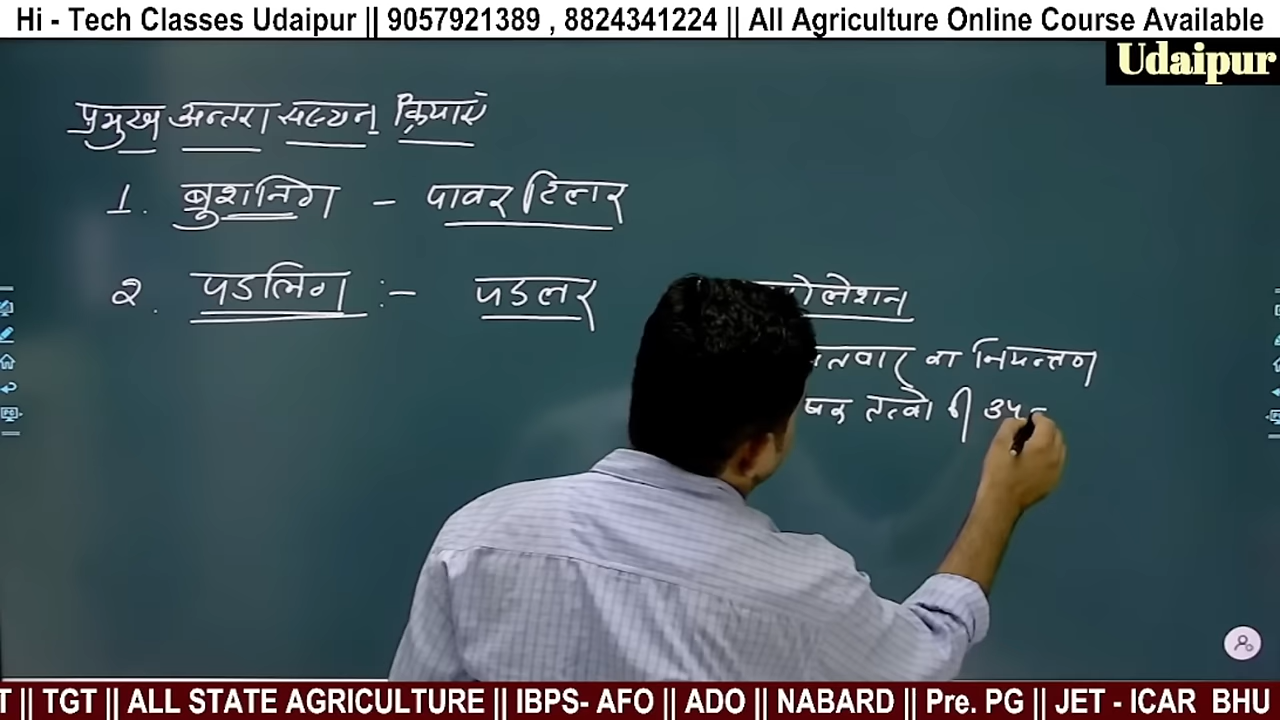 Hi - Tech Classes Udaipur || 9057921389 , 8824341224 || All Agriculture Online Course Available
Udaipur
प्रमुख अन्तरा सस्यन क्रियाएं
1. बुशनिंग - पावर टिलर
2. पडलिंग :- पडलर
का नियन्त्रण
तत्वो की
T || TGT || ALL STATE AGRICULTURE || IBPS- AFO || ADO || NABARD || Pre. PG || JET - ICAR BHU